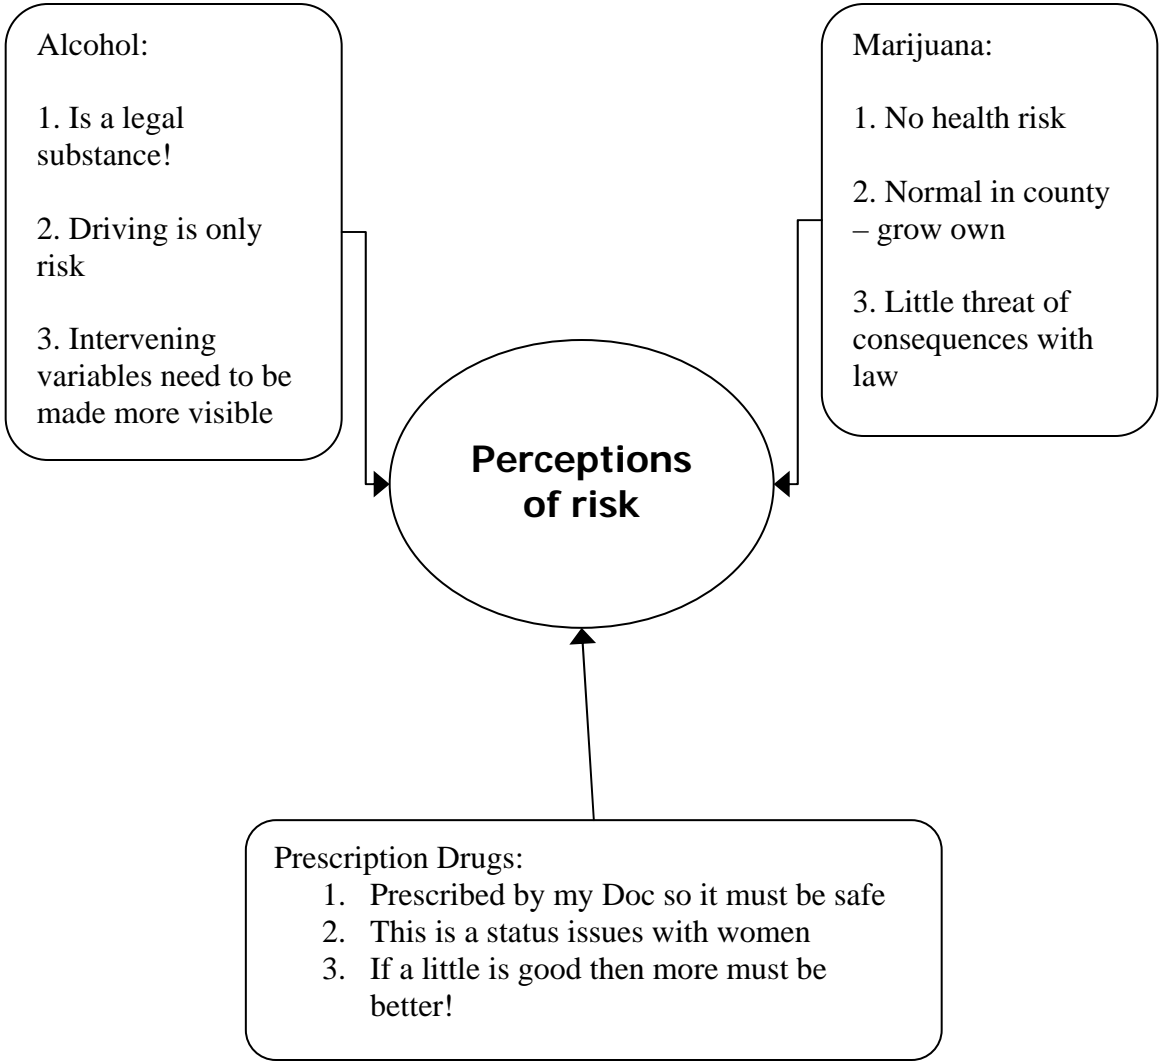 Alcohol:
1. Is a legal
substance!
2. Driving is only
risk
3. Intervening
variables need to be
made more visible
Marijuana:
1. No health risk
2. Normal in county
– grow own
3. Little threat of
consequences with
law
Perceptions
of risk
Prescription Drugs:
1. Prescribed by my Doc so it must be safe
2. This is a status issues with women
3. If a little is good then more must be
better!